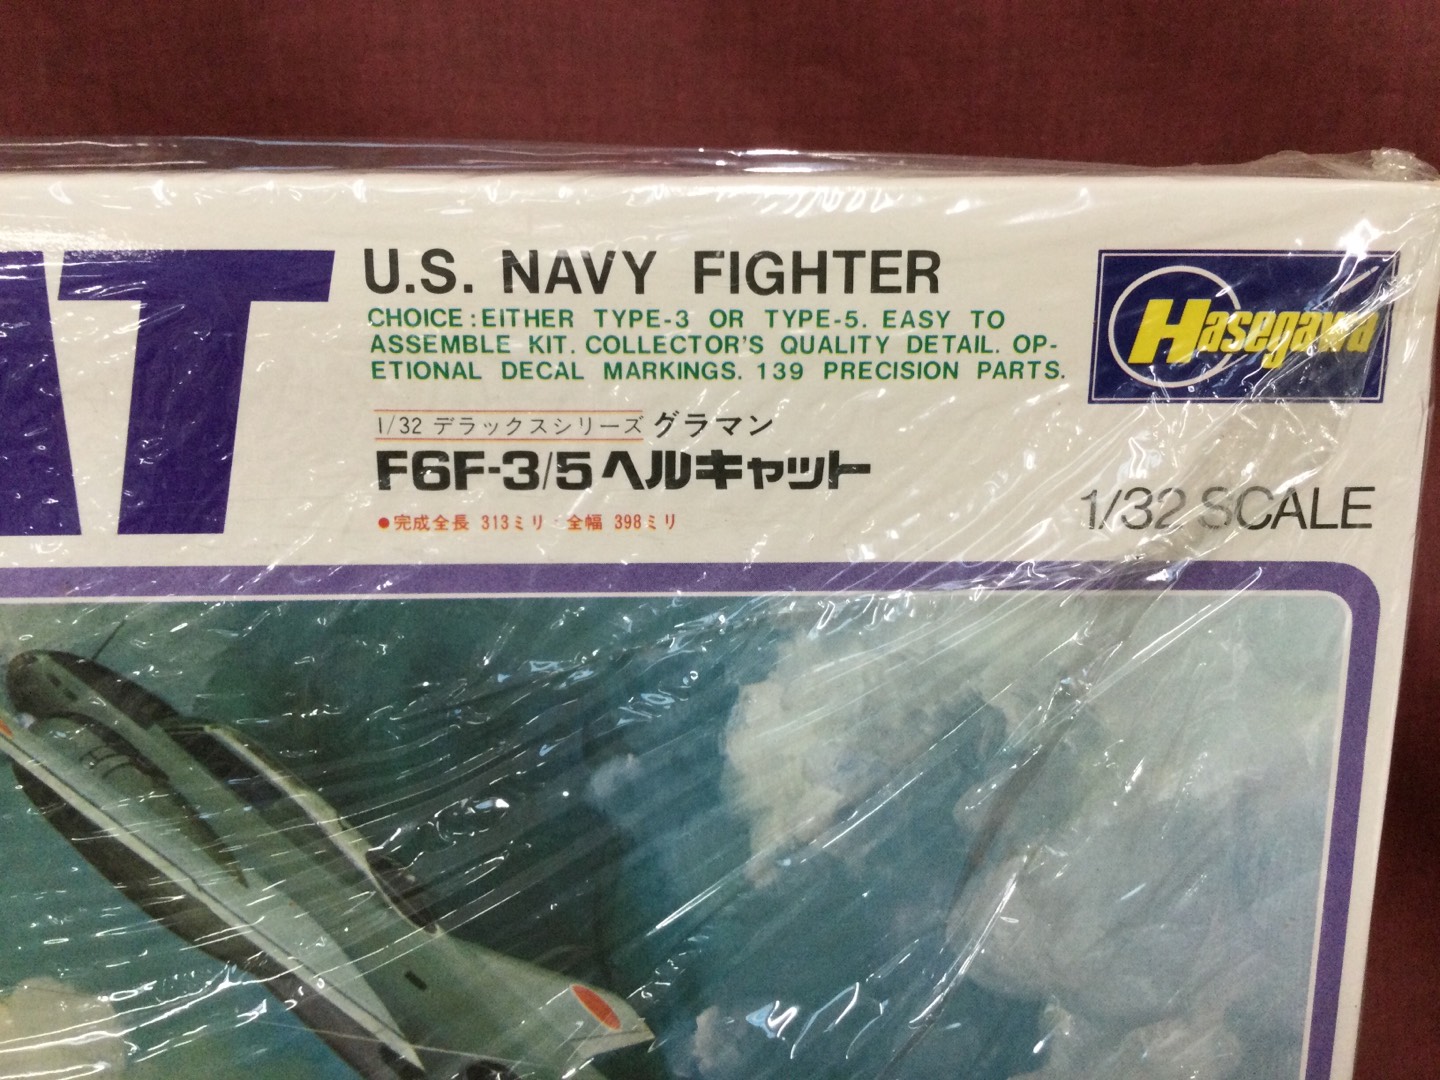 AT
U.S. NAVY FIGHTER
CHOICE:EITHER TYPE-3 OR TYPE-5. EASY TO
ASSEMBLE KIT. COLLECTOR'S QUALITY DETAIL. OP-
ETIONAL DECAL MARKINGS. 139 PRECISION PARTS.
Hasegawa
1/32 デラックスシリーズ グラマン
F6F-3/5 ヘルキャット
●完成全長 313ミリ・全幅 398ミリ
1/32 SCALE